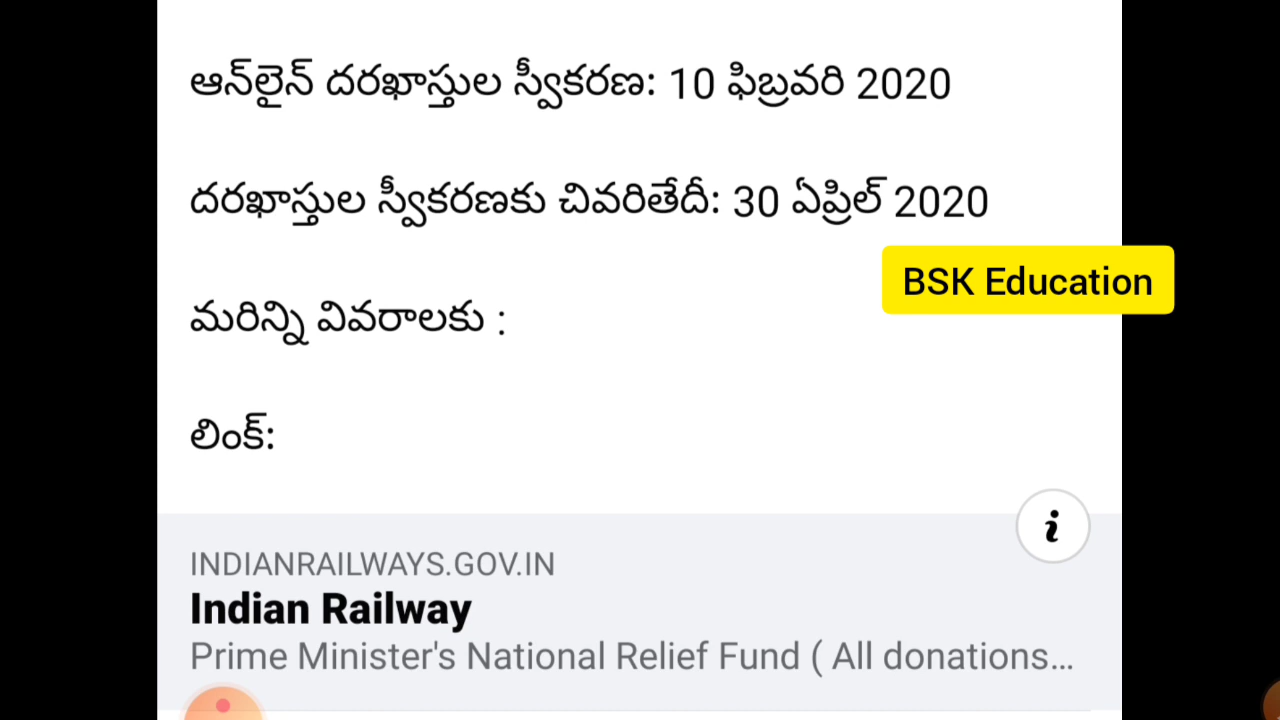 ఆన్‌లైన్ దరఖాస్తుల స్వీకరణ: 10 ఫిబ్రవరి 2020
దరఖాస్తుల స్వీకరణకు చివరితేదీ: 30 ఏప్రిల్ 2020
BSK Education
మరిన్ని వివరాలకు :
లింక్:
i
INDIANRAILWAYS.GOV.IN
Indian Railway
Prime Minister's National Relief Fund ( All donations...